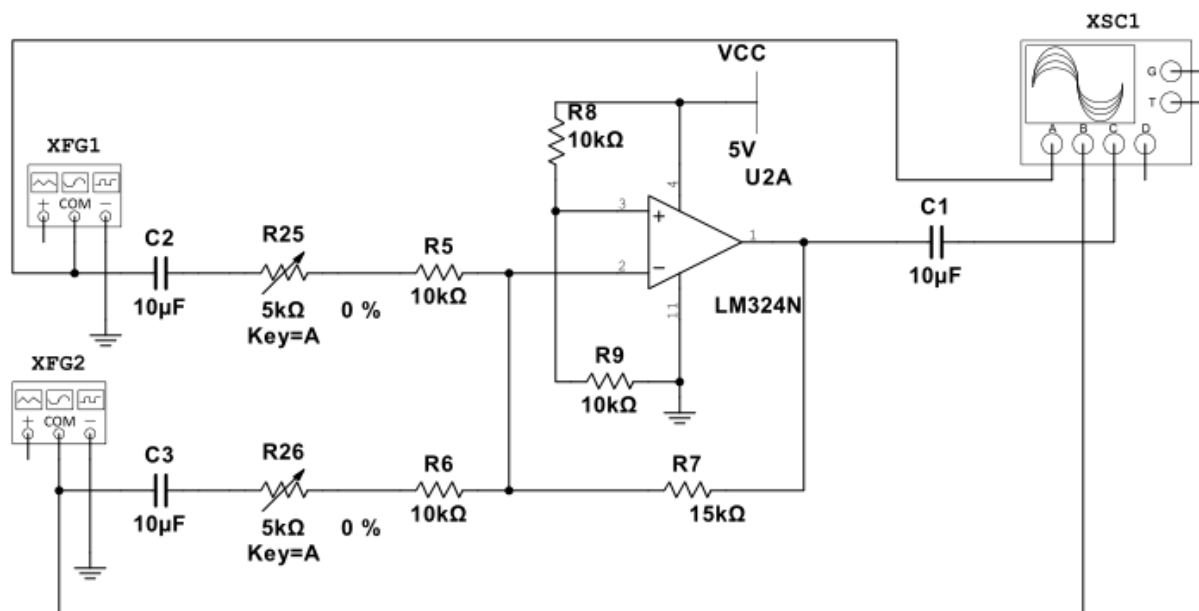 XSC1
G
T
A B C D
VCC
5V
R8
10kΩ
U2A
4
3
+
2
−
1
11
LM324N
C1
10µF
XFG1
+ COM −
C2
10µF
R25
5kΩ
Key=A
0 %
R5
10kΩ
R9
10kΩ
XFG2
+ COM −
C3
10µF
R26
5kΩ
Key=A
0 %
R6
10kΩ
R7
15kΩ